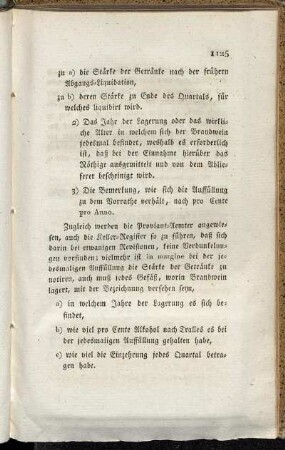 1125
zu a) die Stärke der Getränke nach der frühern
Abgangs-Liquidation,
zu b) deren Stärke zu Ende des Quartals, für
welches liquidirt wird.
2) Das Jahr der Lagerung oder das wirkli-
che Alter in welchem sich der Brandwein
jedesmal befindet, weshalb es erforderlich
ist, daß bei der Einnahme hierüber das
Nöthige ausgemittelt und von dem Ablie-
ferer bescheinigt wird.
3) Die Bemerkung, wie sich die Auffüllung
zu dem Vorrathe verhält, nach pro Cente
pro Anno.
Zugleich werden die Proviant-Aemter angewie-
sen, auch die Keller-Register so zu führen, daß sich
darin bei etwanigen Revisionen, keine Verdunkelun-
gen vorfinden; vielmehr ist in margine bei der je-
desmaligen Auffüllung die Stärke der Getränke zu
notiren, auch muß jedes Gefäß, worin Brandwein
lagert, mit der Bezeichnung versehen seyn,
a) in welchem Jahre der Lagerung es sich be-
findet,
b) wie viel pro Cente Alkohol nach Tralles es bei
der jedesmaligen Auffüllung gehalten habe,
c) wie viel die Einzehrung jedes Quartal betra-
gen habe.